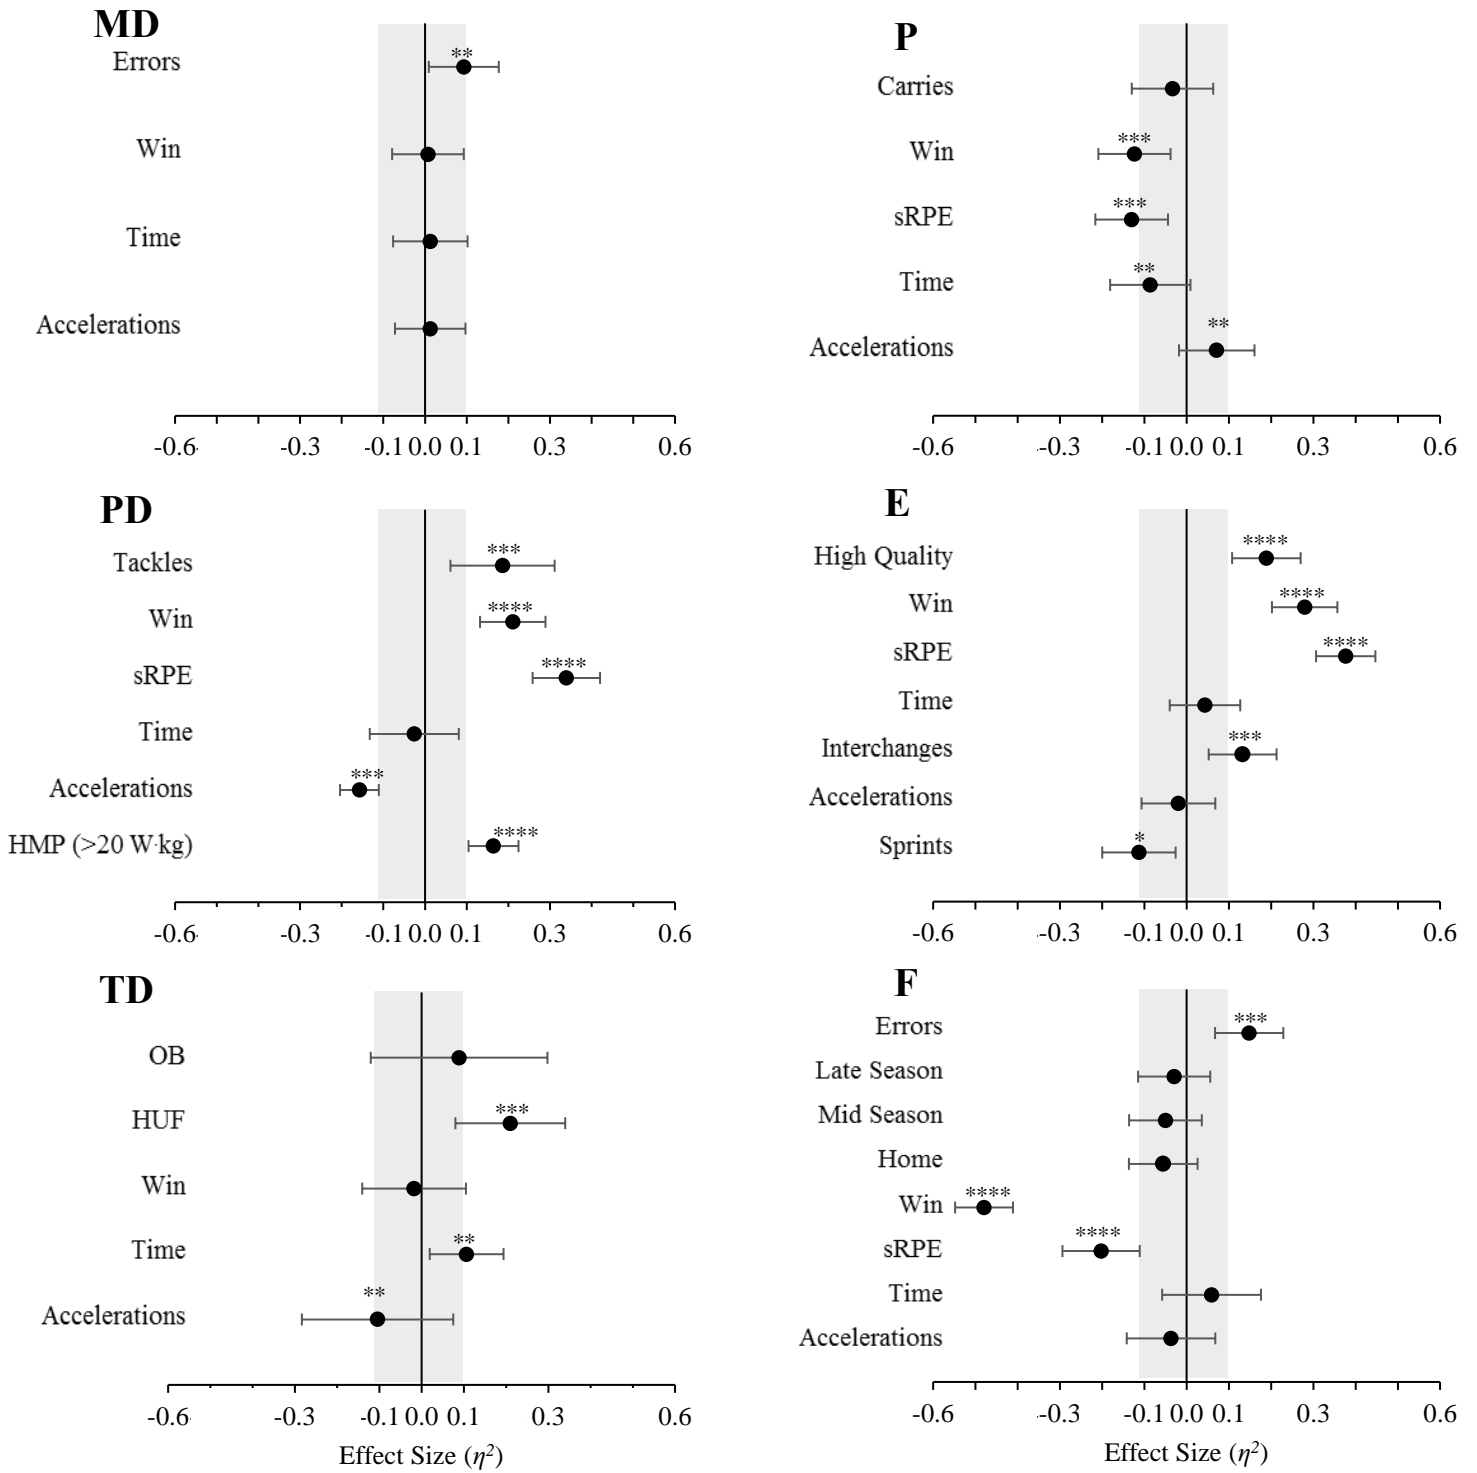 MD
Errors
**
Win
Time
Accelerations
-0.6 -0.3 -0.1 0.0 0.1 0.3 0.6
P
Carries
Win
***
sRPE
***
Time
**
Accelerations
**
-0.6 -0.3 -0.1 0.0 0.1 0.3 0.6
PD
Tackles
***
Win
****
sRPE
****
Time
Accelerations
***
HMP (>20 W·kg)
****
-0.6 -0.3 -0.1 0.0 0.1 0.3 0.6
E
High Quality
****
Win
****
sRPE
****
Time
Interchanges
***
Accelerations
Sprints
*
-0.6 -0.3 -0.1 0.0 0.1 0.3 0.6
TD
OB
HUF
***
Win
Time
**
Accelerations
**
-0.6 -0.3 -0.1 0.0 0.1 0.3 0.6
Effect Size (η²)
F
Errors
***
Late Season
Mid Season
Home
Win
****
sRPE
****
Time
Accelerations
-0.6 -0.3 -0.1 0.0 0.1 0.3 0.6
Effect Size (η²)